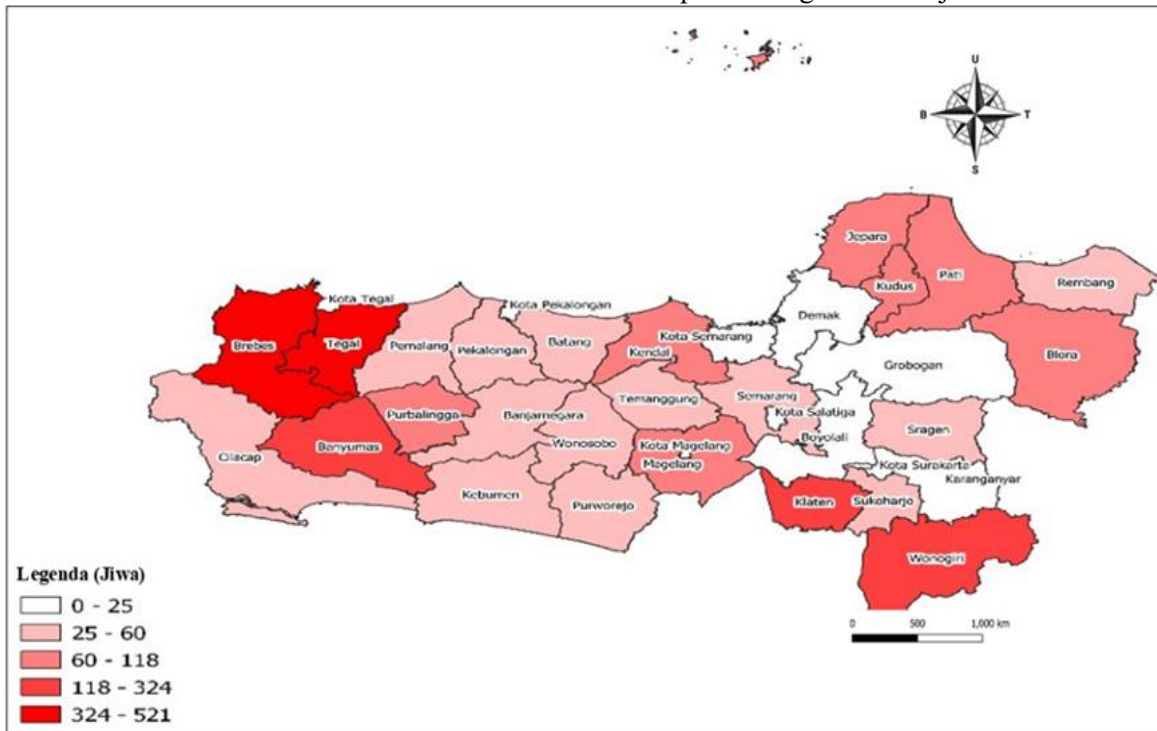 U
B
T
S
Jepara
Kudus
Pati
Rembang
Kota Tegal
Kota Pekalongan
Demak
Brebes
Tegal
Pemalang
Pekalongan
Batang
Kota Semarang
Kendal
Blora
Grobogan
Temanggung
Semarang
Purbalingga
Banjarnegara
Kota Salatiga
Sragen
Banyumas
Wonosobo
Kota Magelang
Boyolali
Cilacap
Magelang
Kota Surakarta
Karanganyar
Kebumen
Purworejo
Klaten
Sukoharjo
Wonogiri
Legenda (Jiwa)
0 - 25
25 - 60
60 - 118
118 - 324
324 - 521
0 500 1,000 km